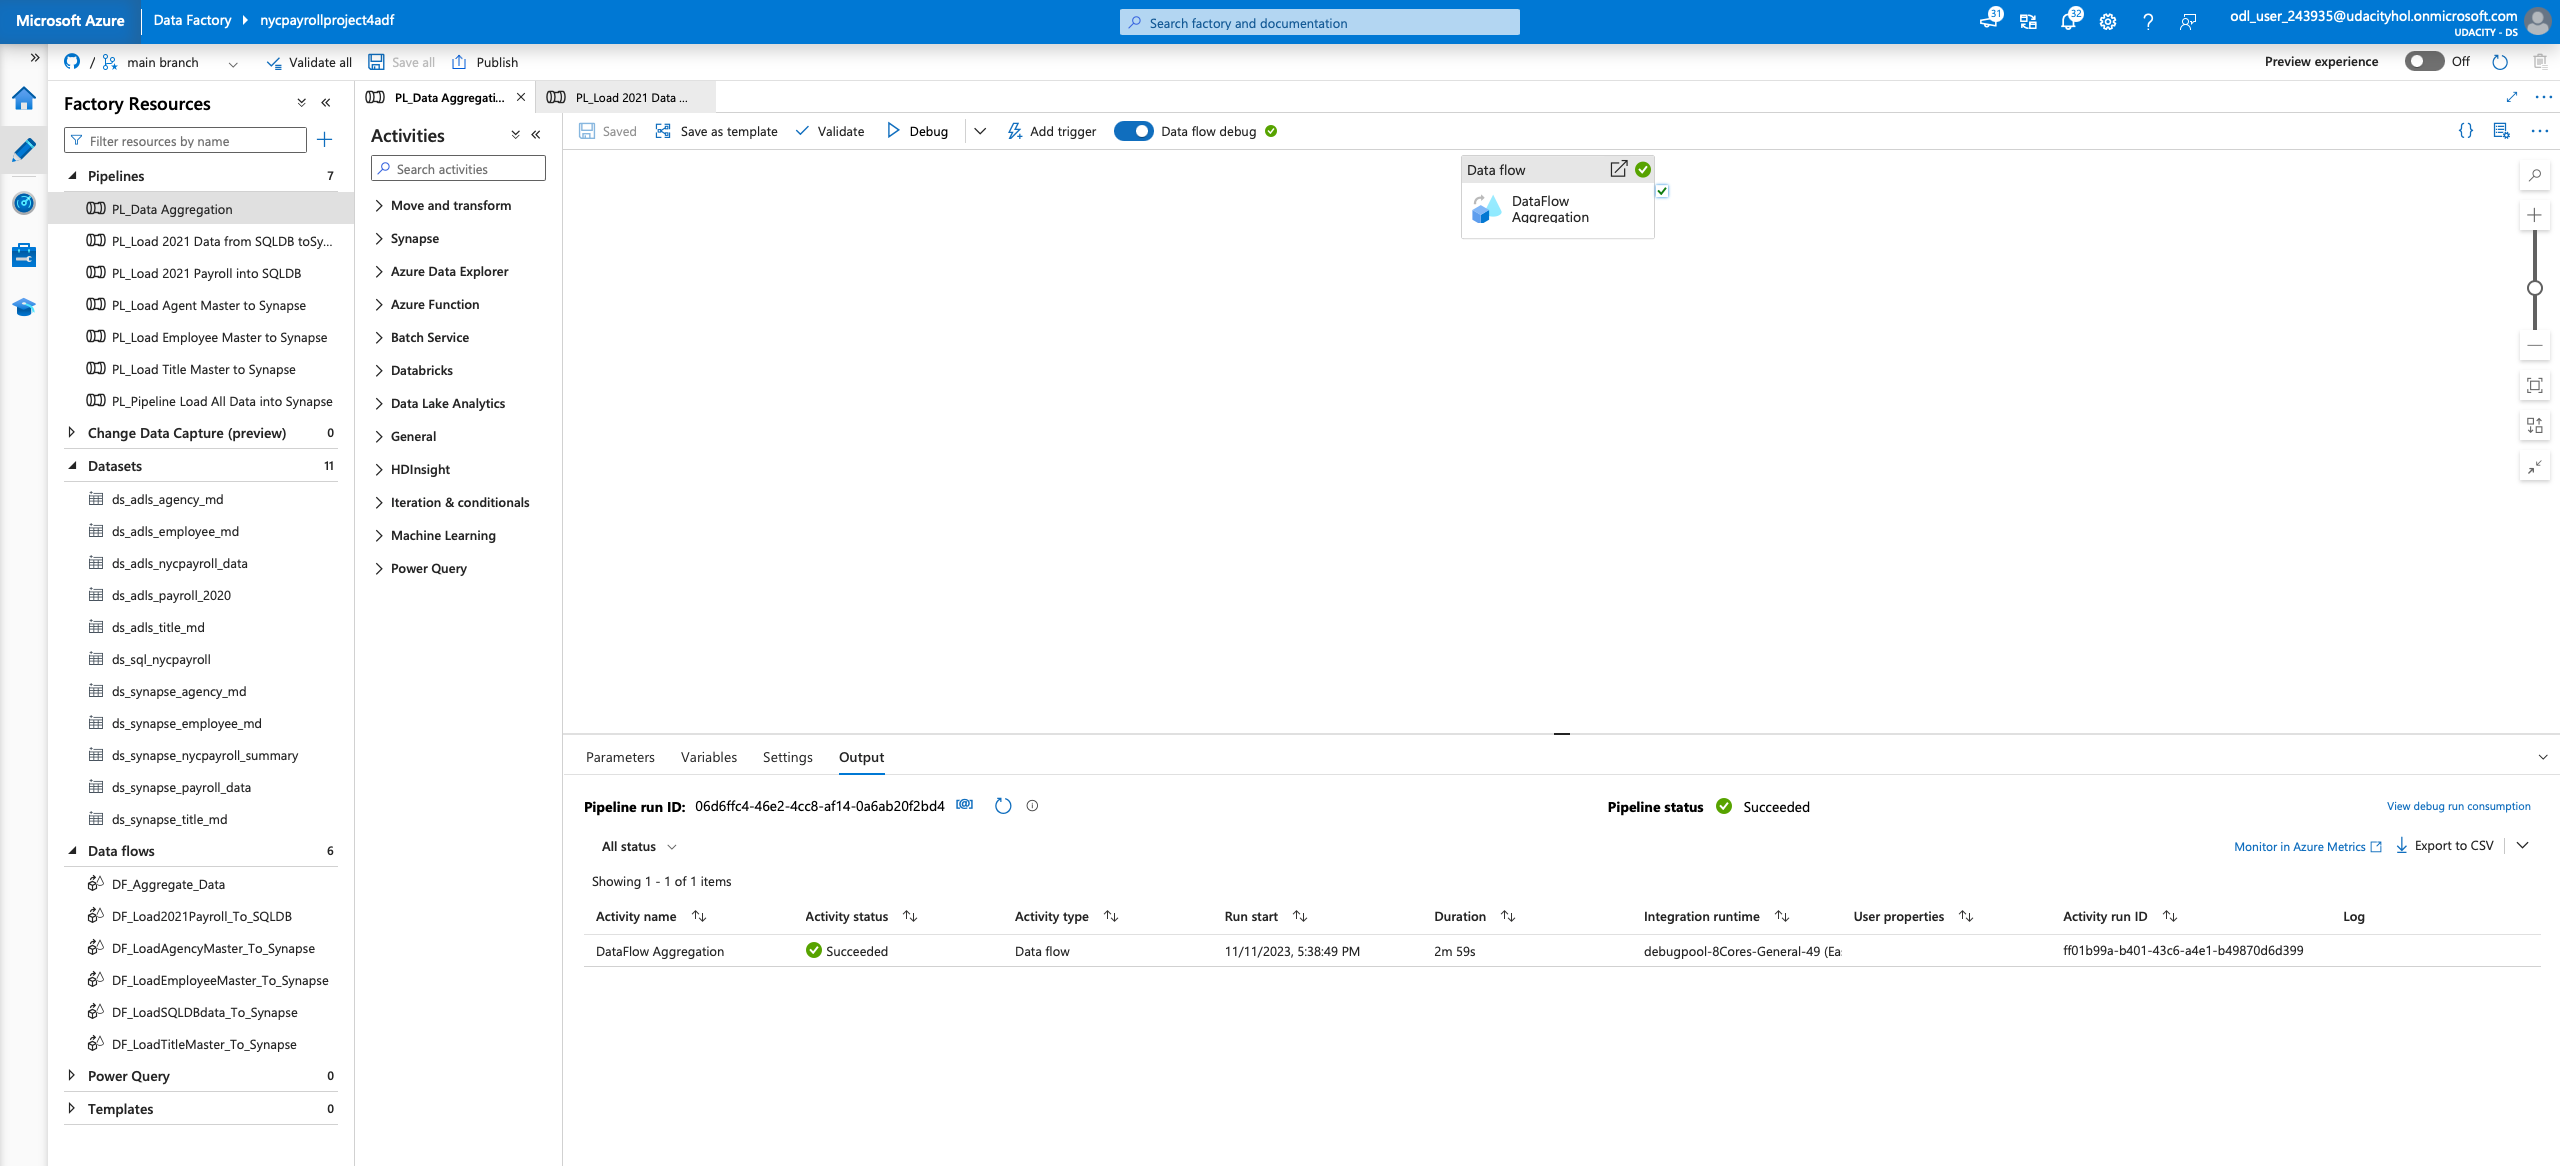 Microsoft Azure
Data Factory
nycpayrollproject4adf
Search factory and documentation
31
32
odl_user_243935@udacityhol.onmicrosoft.com
UDACITY - DS
/ main branch
Validate all
Save all
Publish
Preview experience
Off
Factory Resources
Filter resources by name
Pipelines 7
PL_Data Aggregation
PL_Load 2021 Data from SQLDB toSy...
PL_Load 2021 Payroll into SQLDB
PL_Load Agent Master to Synapse
PL_Load Employee Master to Synapse
PL_Load Title Master to Synapse
PL_Pipeline Load All Data into Synapse
Change Data Capture (preview) 0
Datasets 11
ds_adls_agency_md
ds_adls_employee_md
ds_adls_nycpayroll_data
ds_adls_payroll_2020
ds_adls_title_md
ds_sql_nycpayroll
ds_synapse_agency_md
ds_synapse_employee_md
ds_synapse_nycpayroll_summary
ds_synapse_payroll_data
ds_synapse_title_md
Data flows 6
DF_Aggregate_Data
DF_Load2021Payroll_To_SQLDB
DF_LoadAgencyMaster_To_Synapse
DF_LoadEmployeeMaster_To_Synapse
DF_LoadSQLDBdata_To_Synapse
DF_LoadTitleMaster_To_Synapse
Power Query 0
Templates 0
PL_Data Aggregati...
PL_Load 2021 Data ...
Activities
Search activities
Move and transform
Synapse
Azure Data Explorer
Azure Function
Batch Service
Databricks
Data Lake Analytics
General
HDInsight
Iteration & conditionals
Machine Learning
Power Query
Saved
Save as template
Validate
Debug
Add trigger
Data flow debug
Data flow
DataFlow
Aggregation
Parameters
Variables
Settings
Output
Pipeline run ID: 06d6ffc4-46e2-4cc8-af14-0a6ab20f2bd4
Pipeline status Succeeded
View debug run consumption
All status
Monitor in Azure Metrics
Export to CSV
Showing 1 - 1 of 1 items
Activity name Activity status Activity type Run start Duration Integration runtime User properties Activity run ID Log
DataFlow Aggregation Succeeded Data flow 11/11/2023, 5:38:49 PM 2m 59s debugpool-8Cores-General-49 (Ea ff01b99a-b401-43c6-a4e1-b49870d6d399